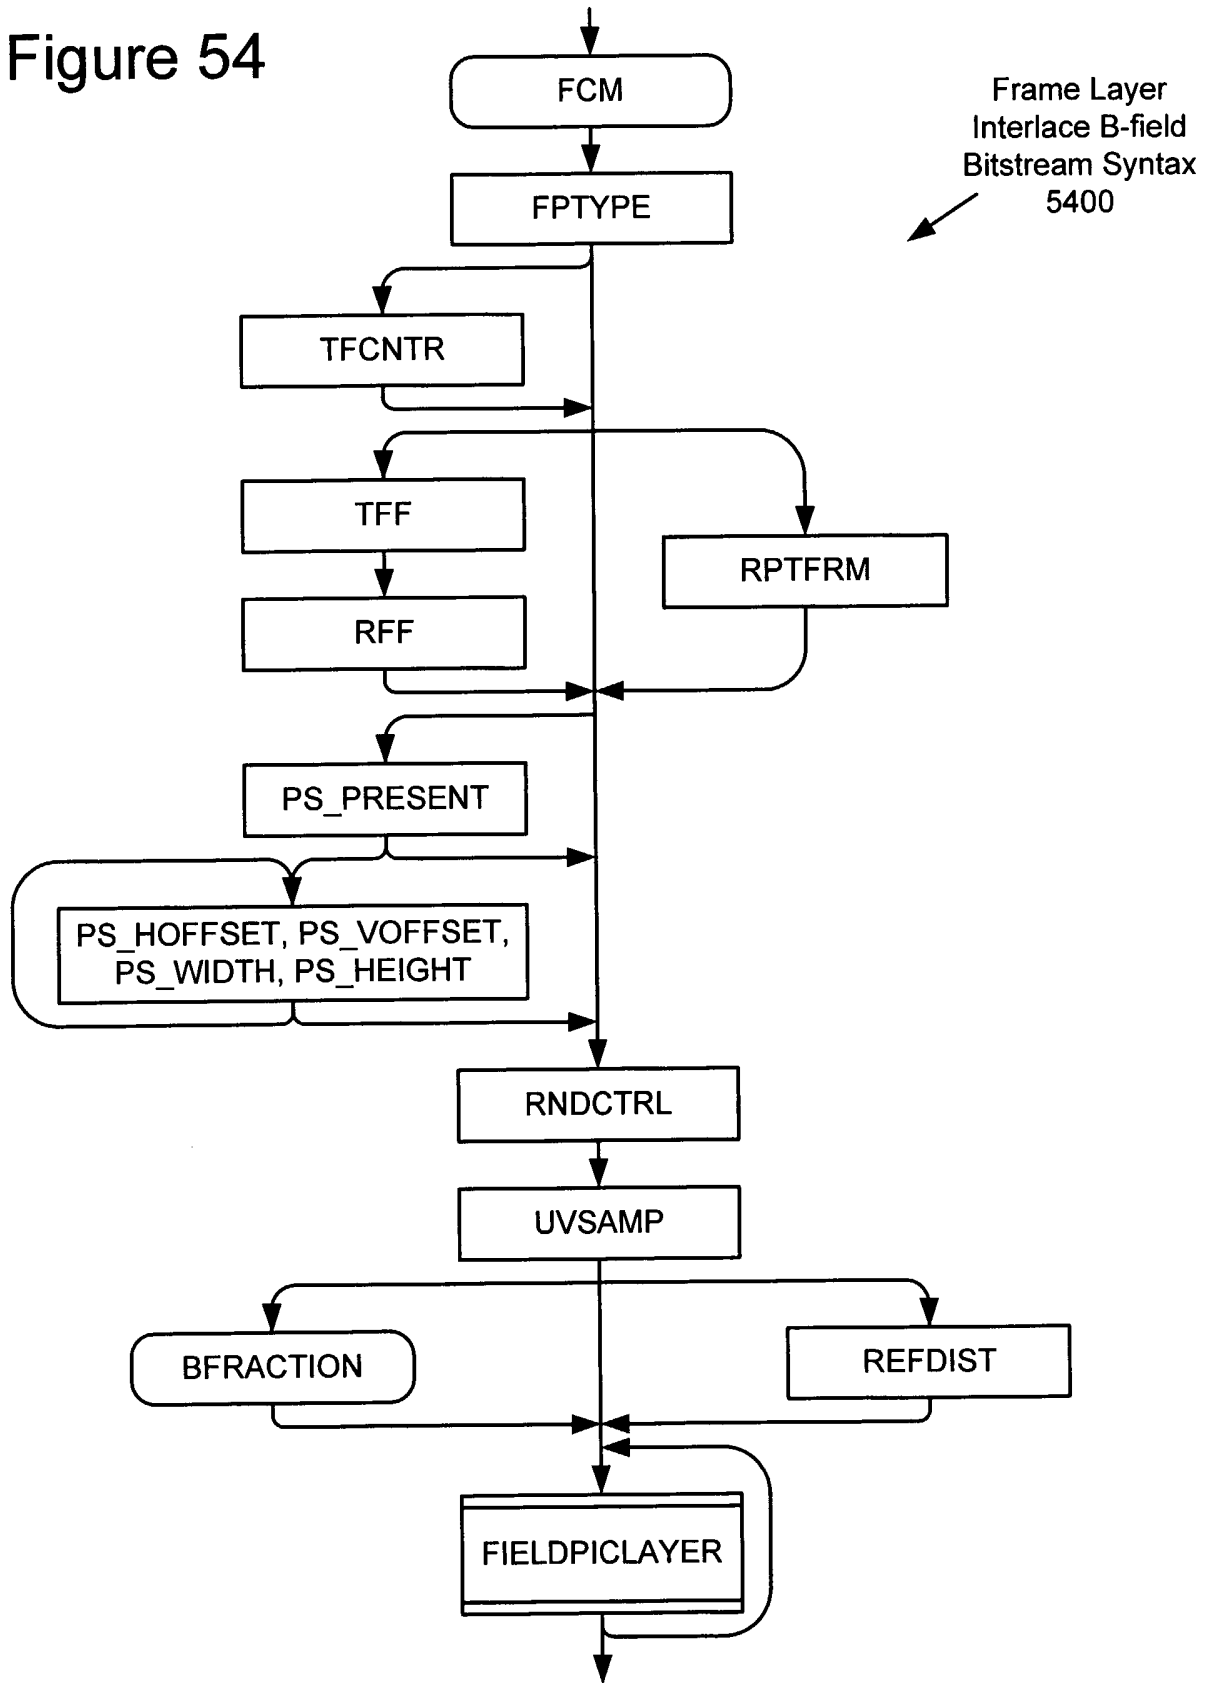 Figure 54
FCM
Frame Layer
Interlace B-field
Bitstream Syntax
5400
FPTYPE
TFCNTR
TFF
RPTFRM
RFF
PS_PRESENT
PS_HOFFSET, PS_VOFFSET,
PS_WIDTH, PS_HEIGHT
RNDCTRL
UVSAMP
BFRACTION
REFDIST
FIELDPICLAYER